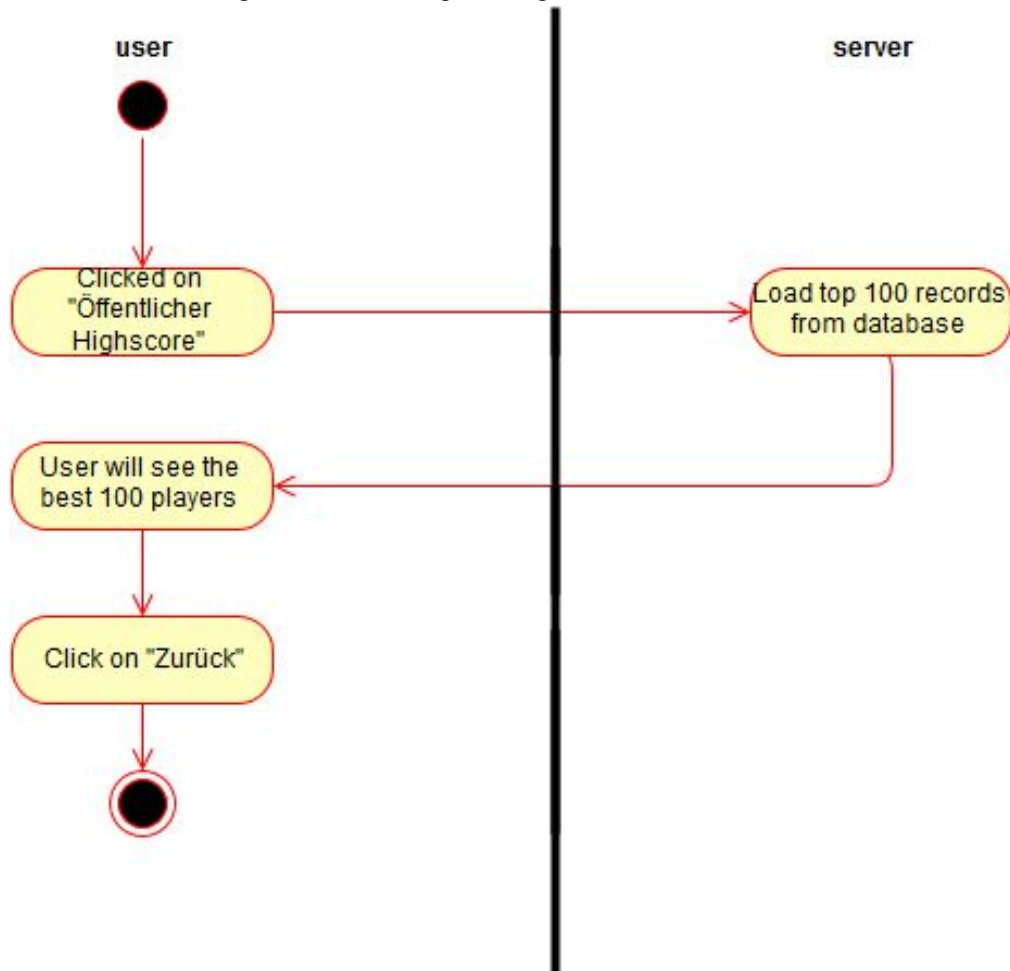 user
server
Clicked on
"Öffentlicher
Highscore"
Load top 100 records
from database
User will see the
best 100 players
Click on "Zurück"